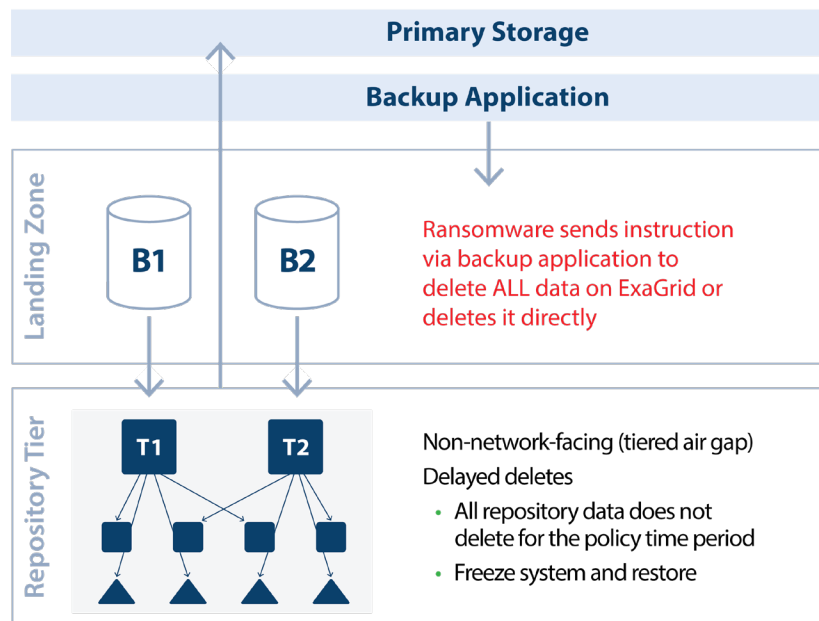 Primary Storage
Backup Application
Landing Zone
B1
B2
Ransomware sends instruction
via backup application to
delete ALL data on ExaGrid or
deletes it directly
Repository Tier
T1
T2
Non-network-facing (tiered air gap)
Delayed deletes
• All repository data does not
delete for the policy time period
• Freeze system and restore